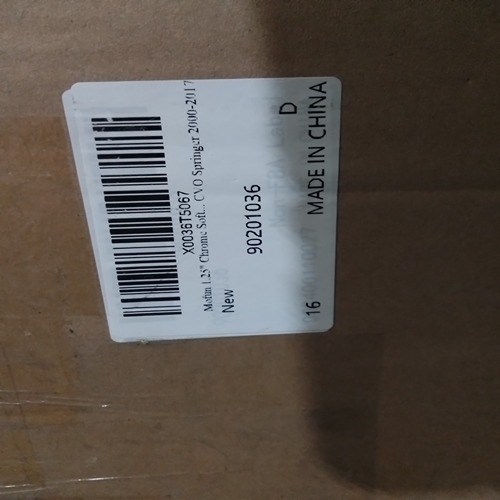 X0036T5067
Mofun 1.25" Chrome Soft... CVO Springer 2000-2017
New
90201036
D
16 MADE IN CHINA